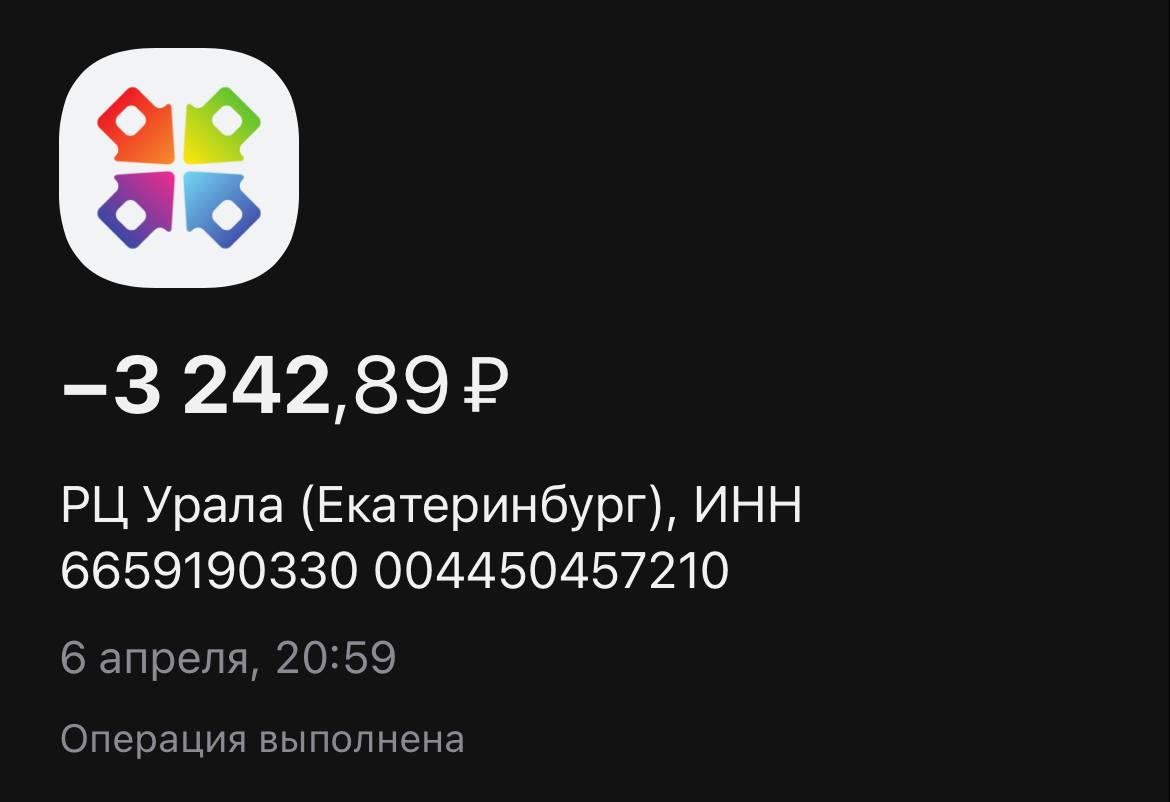 –3 242,89 ₽
РЦ Урала (Екатеринбург), ИНН
6659190330 004450457210
6 апреля, 20:59
Операция выполнена